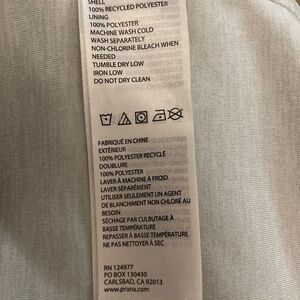 SHELL
100% RECYCLED POLYESTER
LINING
100% POLYESTER
MACHINE WASH COLD
WASH SEPARATELY
NON-CHLORINE BLEACH WHEN
NEEDED
TUMBLE DRY LOW
IRON LOW
DO NOT DRY CLEAN
FABRIQUÉ EN CHINE
EXTÉRIEUR
100% POLYESTER RECYCLÉ
DOUBLURE
100% POLYESTER
LAVER À MACHINE À FROID
LAVER SÉPARÉMENT
UTILISER SEULEMENT UN AGENT
DE BLANCHIMENT NON CHLORÉ AU
BESOIN
SÉCHAGE PAR CULBUTAGE À
BASSE TEMPÉRATURE
REPASSER À BASSE TEMPÉRATURE
NE PAS NETTOYER À SEC
RN 124977
PO BOX 130430
CARLSBAD, CA 92013
www.prana.com